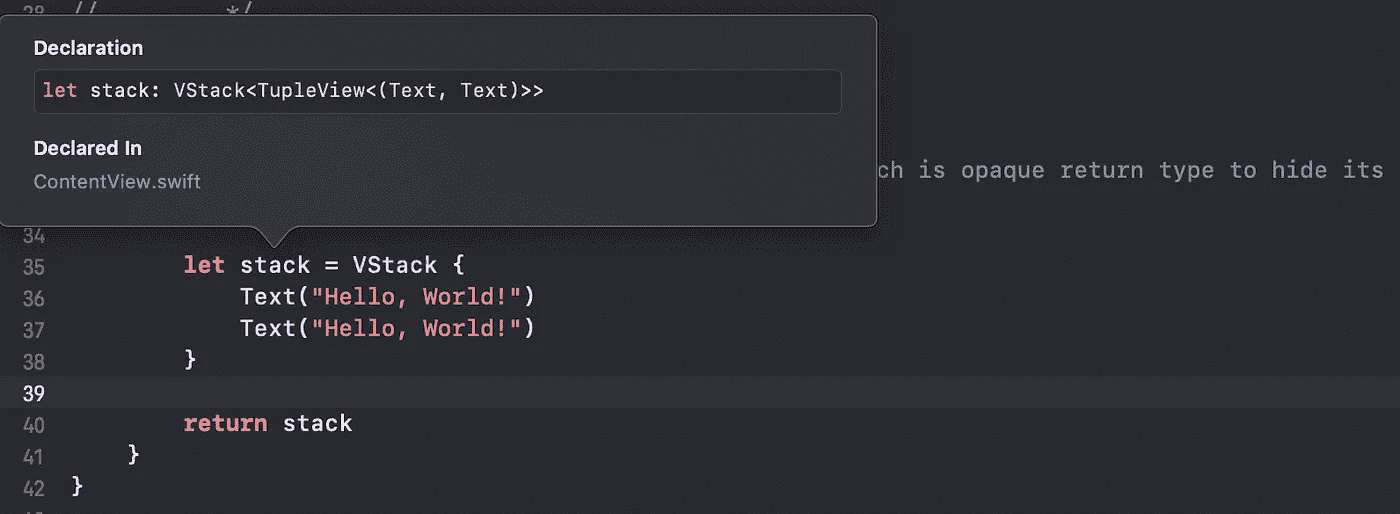 // */
Declaration
let stack: VStack<TupleView<(Text, Text)>>
Declared In
ContentView.swift
ch is opaque return type to hide its
34
35 let stack = VStack {
36 Text("Hello, World!")
37 Text("Hello, World!")
38 }
39
40 return stack
41 }
42 }